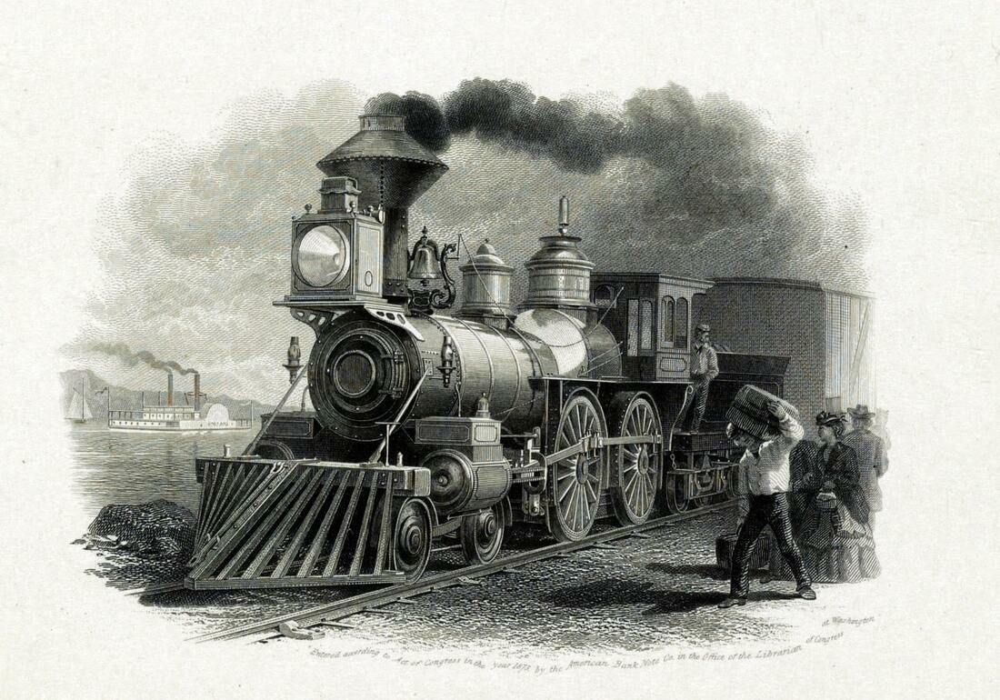 Entered according to Act of Congress in the year 1873 by the American Bank Note Co. in the Office of the Librarian of Congress
at Washington